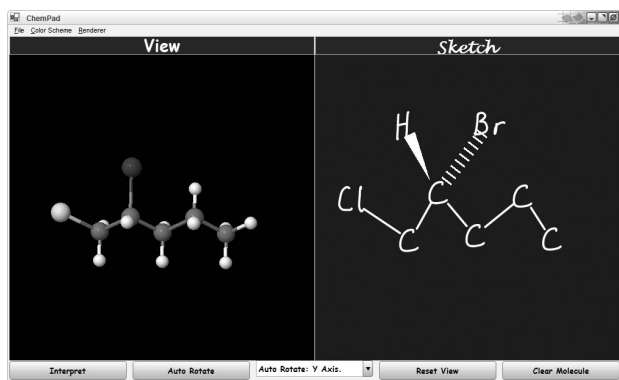 ChemPad
File Color Scheme Renderer
View Sketch
H Br
Cl C C
C C C
Interpret Auto Rotate Auto Rotate: Y Axis. Reset View Clear Molecule